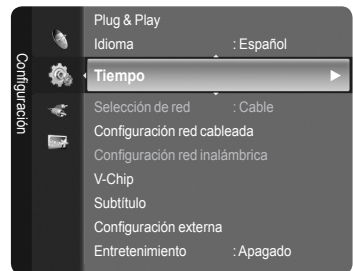 Configuración
Plug & Play
Idioma : Español
Tiempo
Selección de red : Cable
Configuración red cableada
Configuración red inalámbrica
V-Chip
Subtítulo
Configuración externa
Entretenimiento : Apagado